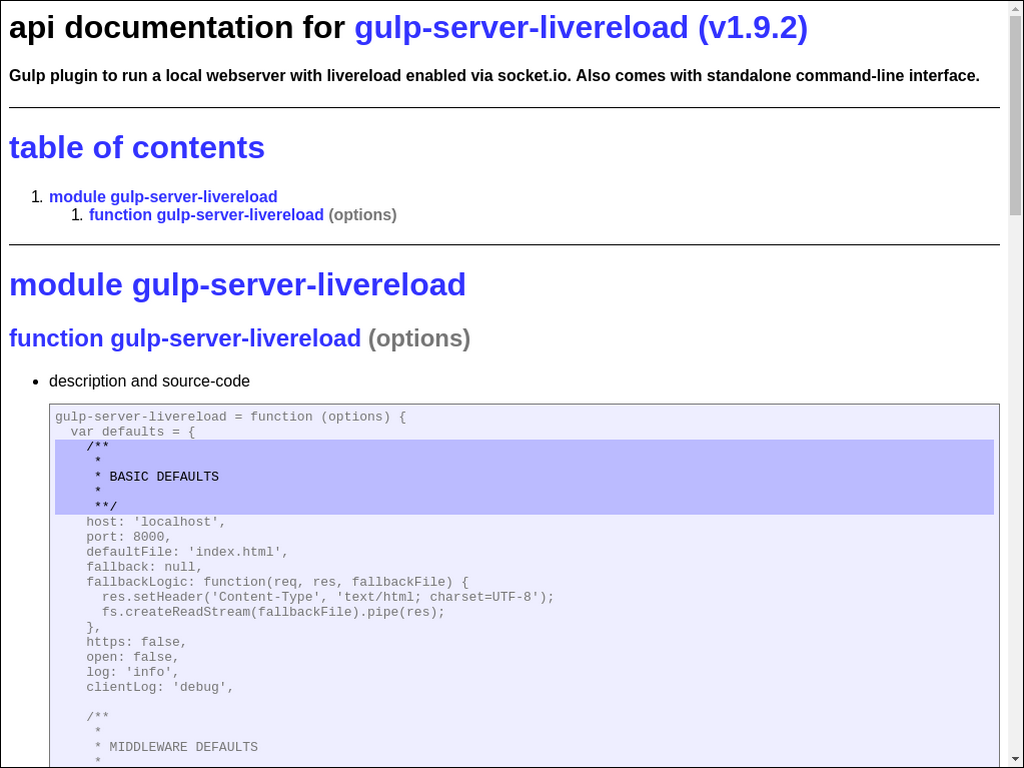 api documentation for gulp-server-livereload (v1.9.2)
Gulp plugin to run a local webserver with livereload enabled via socket.io. Also comes with standalone command-line interface.
table of contents
1. module gulp-server-livereload
1. function gulp-server-livereload (options)
module gulp-server-livereload
function gulp-server-livereload (options)
• description and source-code
gulp-server-livereload = function (options) {
  var defaults = {
    /**
     *
     * BASIC DEFAULTS
     *
     **/
    host: 'localhost',
    port: 8000,
    defaultFile: 'index.html',
    fallback: null,
    fallbackLogic: function(req, res, fallbackFile) {
      res.setHeader('Content-Type', 'text/html; charset=UTF-8');
      fs.createReadStream(fallbackFile).pipe(res);
    },
    https: false,
    open: false,
    log: 'info',
    clientLog: 'debug',
    /**
     *
     * MIDDLEWARE DEFAULTS
     *